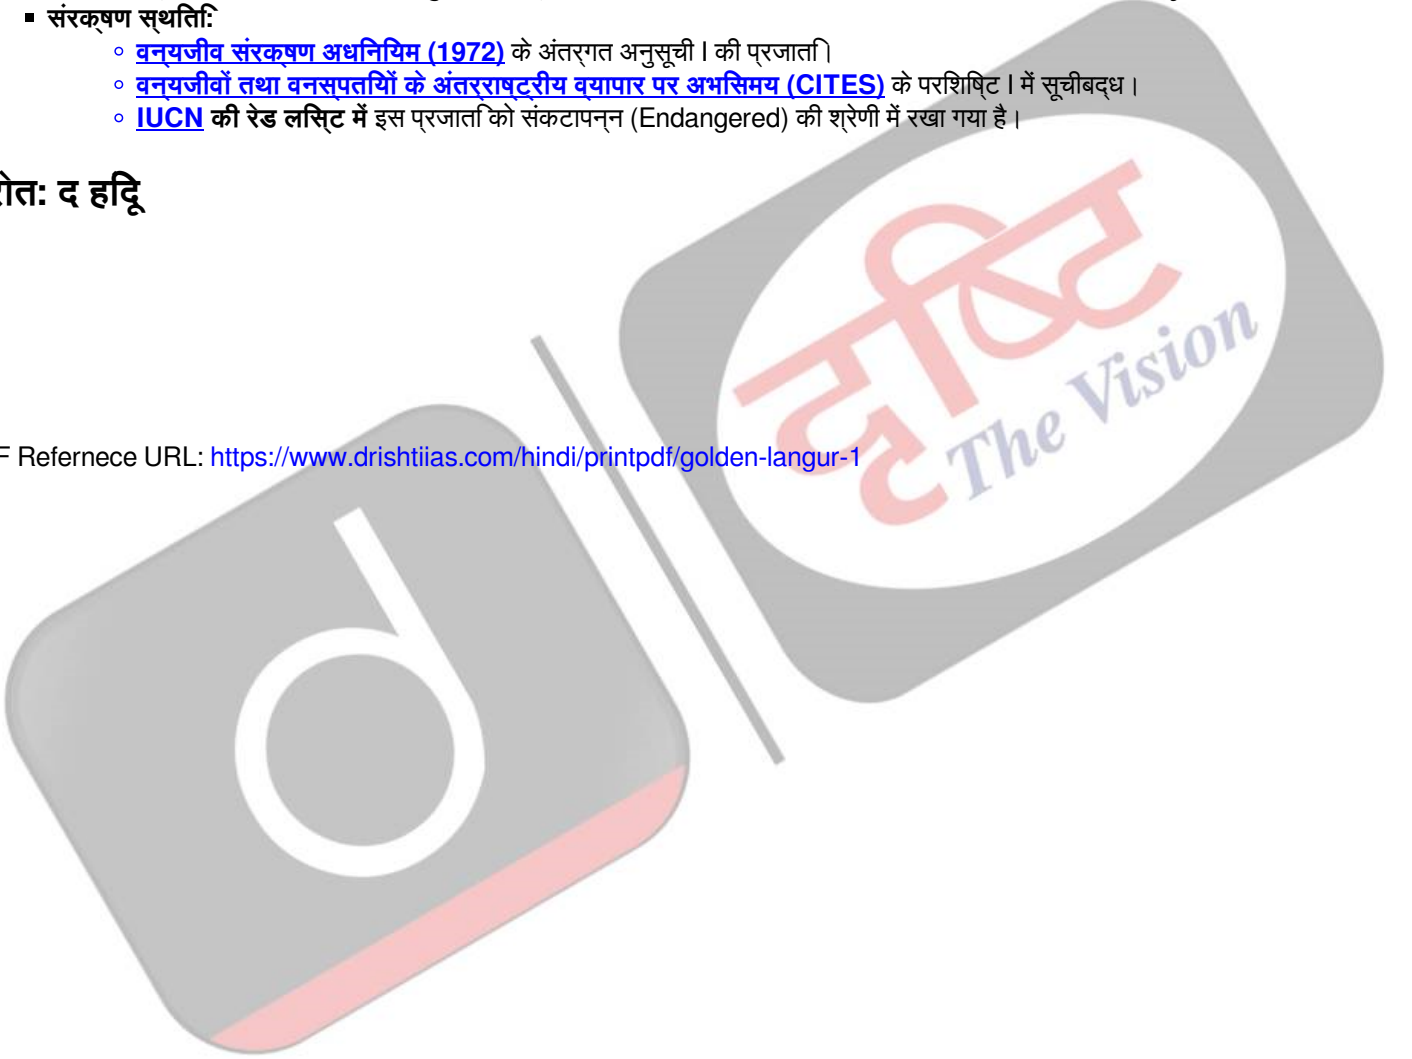 संरक्षण स्थिति:
वन्यजीव संरक्षण अधिनियम (1972) के अंतर्गत अनुसूची I की प्रजाति।
वन्यजीवों तथा वनस्पतियों के अंतर्राष्ट्रीय व्यापार पर अभिसमय (CITES) के परिशिष्ट I में सूचीबद्ध।
IUCN की रेड लिस्ट में इस प्रजाति को संकटापन्न (Endangered) की श्रेणी में रखा गया है।
द हिंदू
Refernece URL: https://www.drishtiias.com/hindi/printpdf/golden-langur-1
दृष्टि
The Vision
d